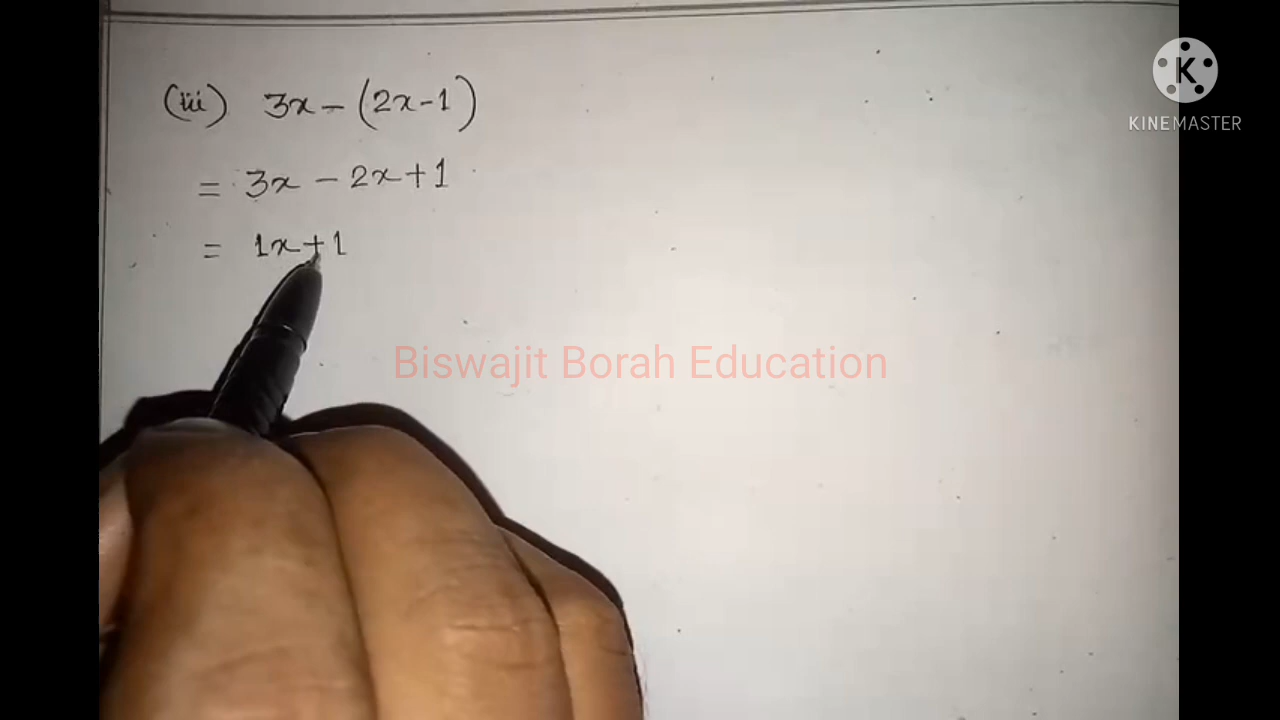 (iii) 3x - (2x-1)
= 3x - 2x+1
= 1x+1
K
KINEMASTER
Biswajit Borah Education